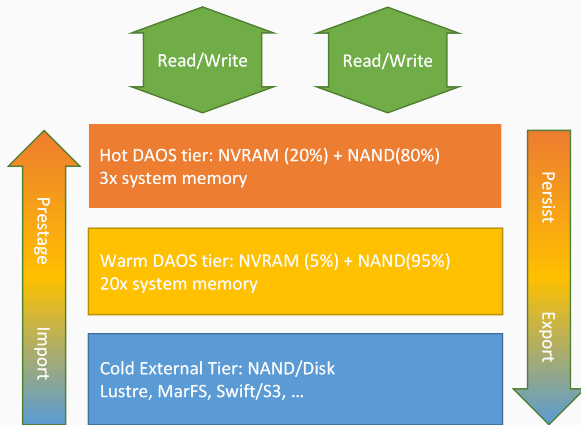 Read/Write
Read/Write
Hot DAOS tier: NVRAM (20%) + NAND(80%)
3x system memory
Prestage
Persist
Warm DAOS tier: NVRAM (5%) + NAND(95%)
20x system memory
Import
Export
Cold External Tier: NAND/Disk
Lustre, MarFS, Swift/S3, ...